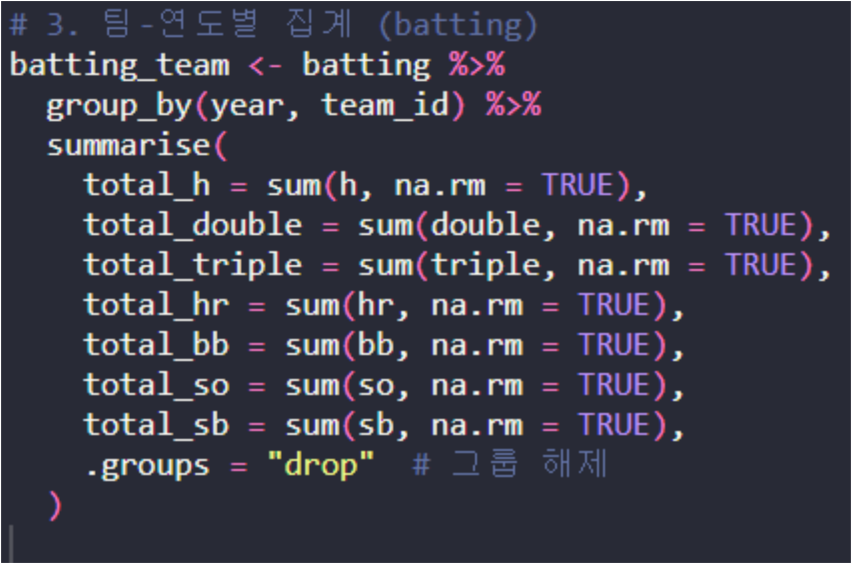 # 3. 팀-연도별 집계 (batting)
batting_team <- batting %>%
  group_by(year, team_id) %>%
  summarise(
    total_h = sum(h, na.rm = TRUE),
    total_double = sum(double, na.rm = TRUE),
    total_triple = sum(triple, na.rm = TRUE),
    total_hr = sum(hr, na.rm = TRUE),
    total_bb = sum(bb, na.rm = TRUE),
    total_so = sum(so, na.rm = TRUE),
    total_sb = sum(sb, na.rm = TRUE),
    .groups = "drop"  # 그룹 해제
  )